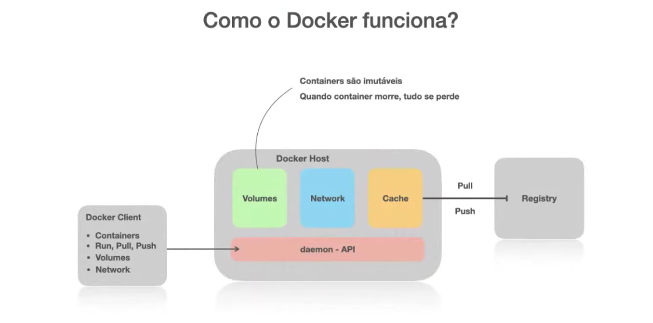 Como o Docker funciona?
Containers são imutáveis
Quando container morre, tudo se perde
Docker Host
Volumes
Network
Cache
Pull
Push
Registry
Docker Client
• Containers
• Run, Pull, Push
• Volumes
• Network
daemon - API